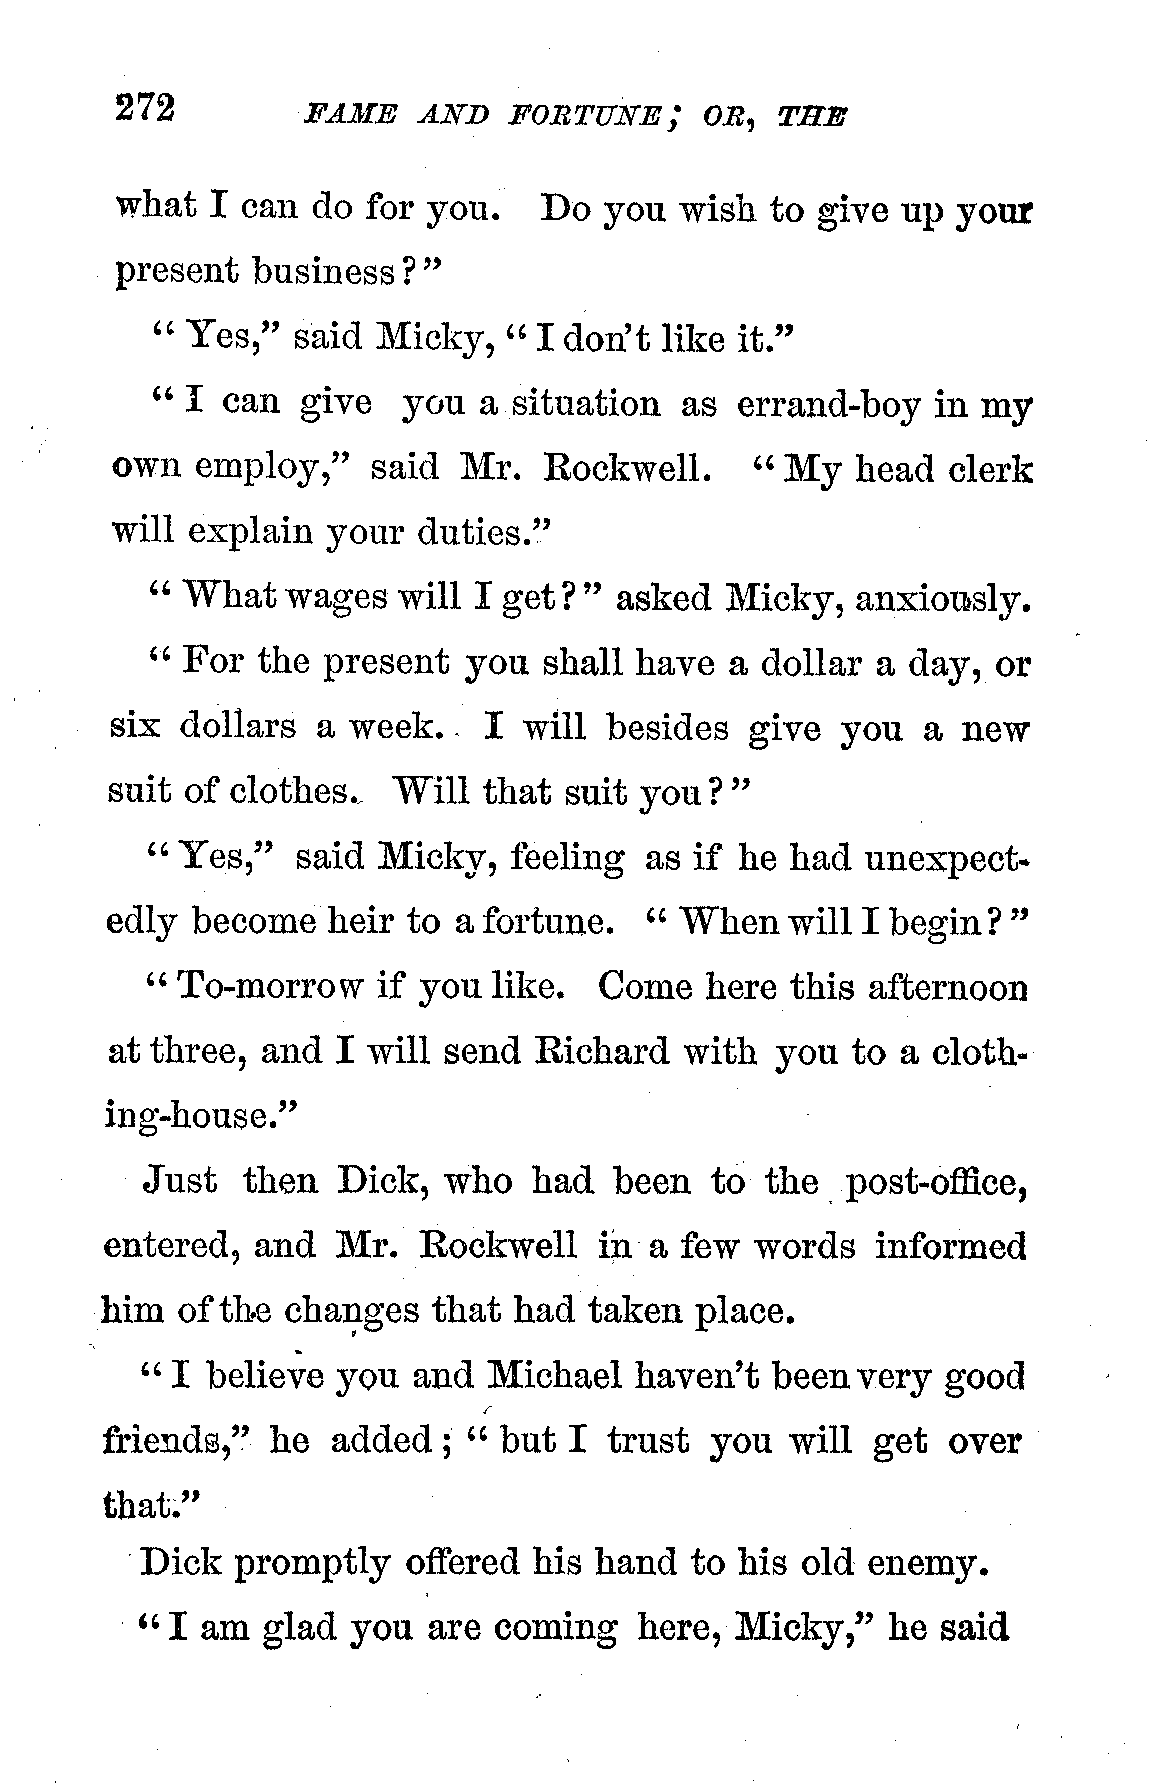 272 FAME AND FORTUNE; OR, THE
what I can do for you. Do you wish to give up your
present business?”
“Yes,” said Micky, “I don’t like it.”
“I can give you a situation as errand-boy in my
own employ,” said Mr. Rockwell. “My head clerk
will explain your duties.”
“What wages will I get?” asked Micky, anxiously.
“For the present you shall have a dollar a day, or
six dollars a week. I will besides give you a new
suit of clothes. Will that suit you?”
“Yes,” said Micky, feeling as if he had unexpect-
edly become heir to a fortune. “When will I begin?”
“To-morrow if you like. Come here this afternoon
at three, and I will send Richard with you to a cloth-
ing-house.”
Just then Dick, who had been to the post-office,
entered, and Mr. Rockwell in a few words informed
him of the changes that had taken place.
“I believe you and Michael haven’t been very good
friends,” he added; “but I trust you will get over
that.”
Dick promptly offered his hand to his old enemy.
“I am glad you are coming here, Micky,” he said